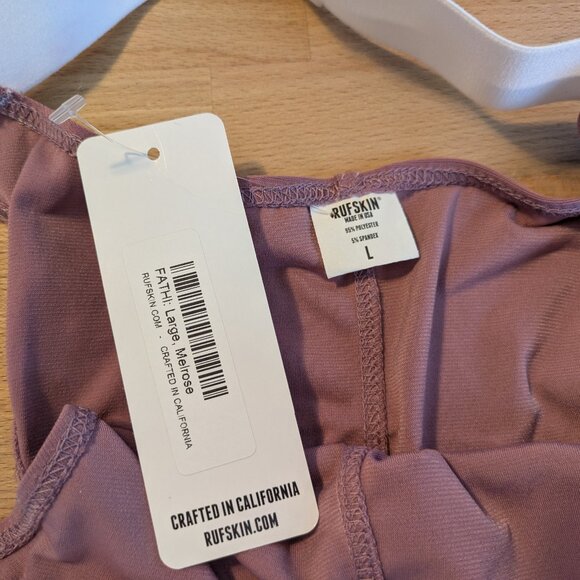 RUFSKIN®
MADE IN USA
95% POLYESTER
5% SPANDEX
L
FATHI: Large, Melrose
RUFSKIN.COM - CRAFTED IN CALIFORNIA
CRAFTED IN CALIFORNIA
RUFSKIN.COM